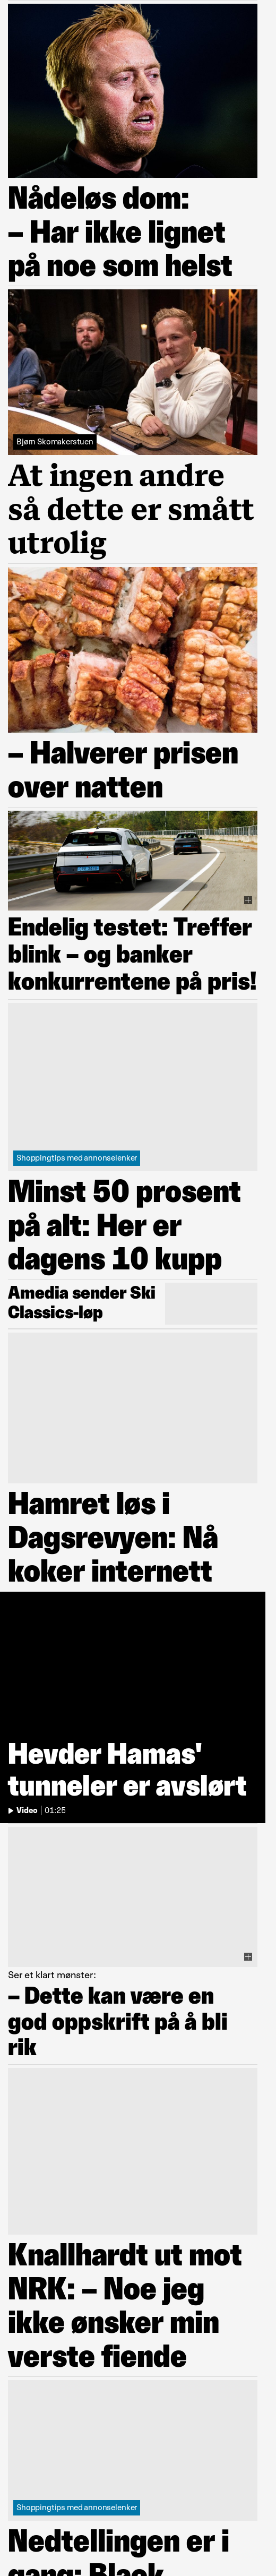 Nådeløs dom:
– Har ikke lignet
på noe som helst
Bjørn Skomakerstuen
At ingen andre
så dette er smått
utrolig
– Halverer prisen
over natten
Endelig testet: Treffer
blink – og banker
konkurrentene på pris!
Shoppingtips med annonselenker
Minst 50 prosent
på alt: Her er
dagens 10 kupp
Amedia sender Ski
Classics-løp
Hamret løs i
Dagsrevyen: Nå
koker internett
Hevder Hamas'
tunneler er avslørt
Video | 01:25
Ser et klart mønster:
– Dette kan være en
god oppskrift på å bli
rik
Knallhardt ut mot
NRK: – Noe jeg
ikke ønsker min
verste fiende
Shoppingtips med annonselenker
Nedtellingen er i
gang: Black